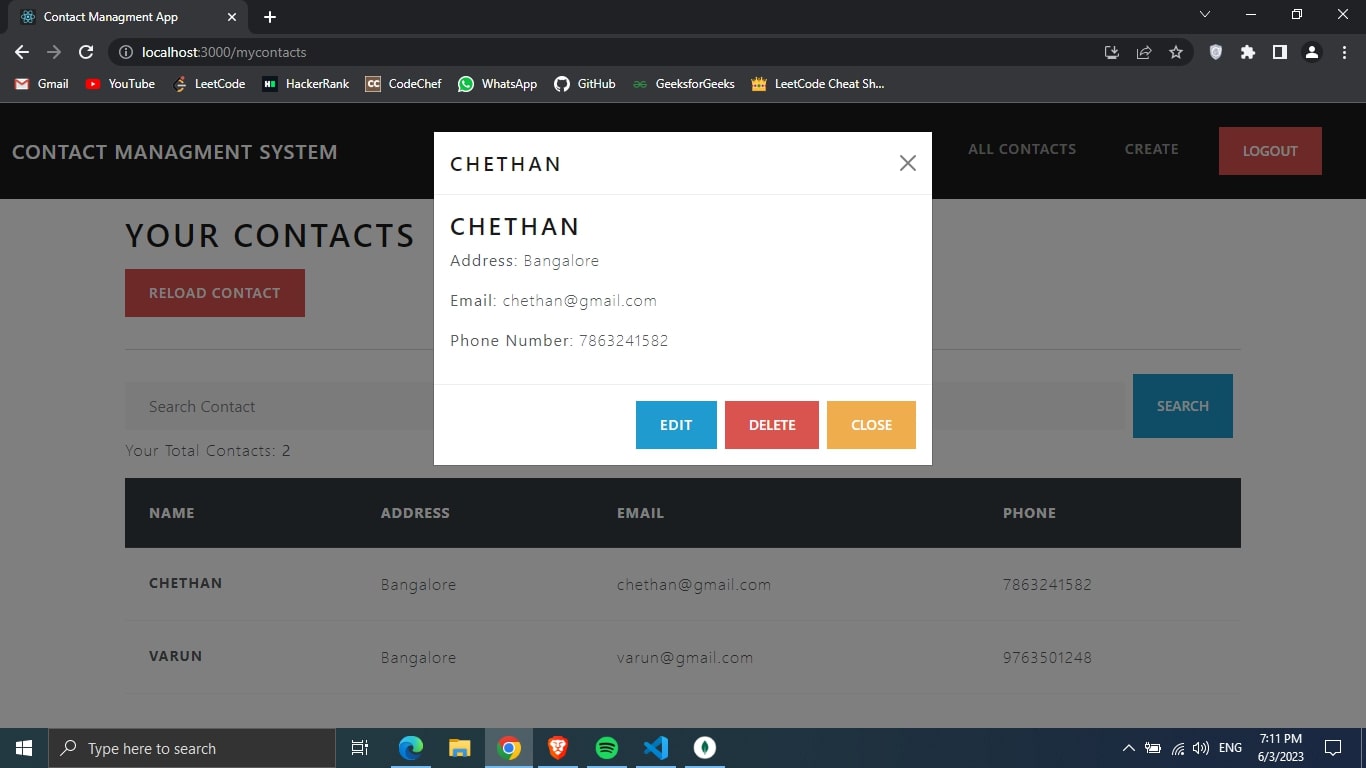 Contact Managment App
localhost:3000/mycontacts
Gmail YouTube LeetCode HackerRank CodeChef WhatsApp GitHub GeeksforGeeks LeetCode Cheat Sh...
CONTACT MANAGMENT SYSTEM
ALL CONTACTS CREATE LOGOUT
YOUR CONTACTS
RELOAD CONTACT
CHETHAN
CHETHAN
Address: Bangalore
Email: chethan@gmail.com
Phone Number: 7863241582
EDIT DELETE CLOSE
Search Contact SEARCH
Your Total Contacts: 2
NAME ADDRESS EMAIL PHONE
CHETHAN Bangalore chethan@gmail.com 7863241582
VARUN Bangalore varun@gmail.com 9763501248
Type here to search
ENG
7:11 PM
6/3/2023